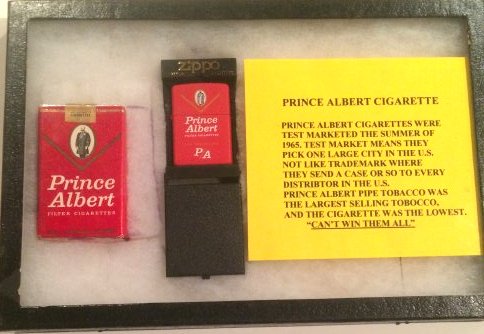 Prince
Albert
FILTER CIGARETTES
Zippo
Prince
Albert
FILTER CIGARETTES
PA
PRINCE ALBERT CIGARETTE
PRINCE ALBERT CIGARETTES WERE
TEST MARKETED THE SUMMER OF
1965. TEST MARKET MEANS THEY
PICK ONE LARGE CITY IN THE U.S.
NOT LIKE TRADEMARK WHERE
THEY SEND A CASE OR SO TO EVERY
DISTRIBTOR IN THE U.S.
PRINCE ALBERT PIPE TOBACCO WAS
THE LARGEST SELLING TOBOCCO,
AND THE CIGARETTE WAS THE LOWEST.
"CAN'T WIN THEM ALL"